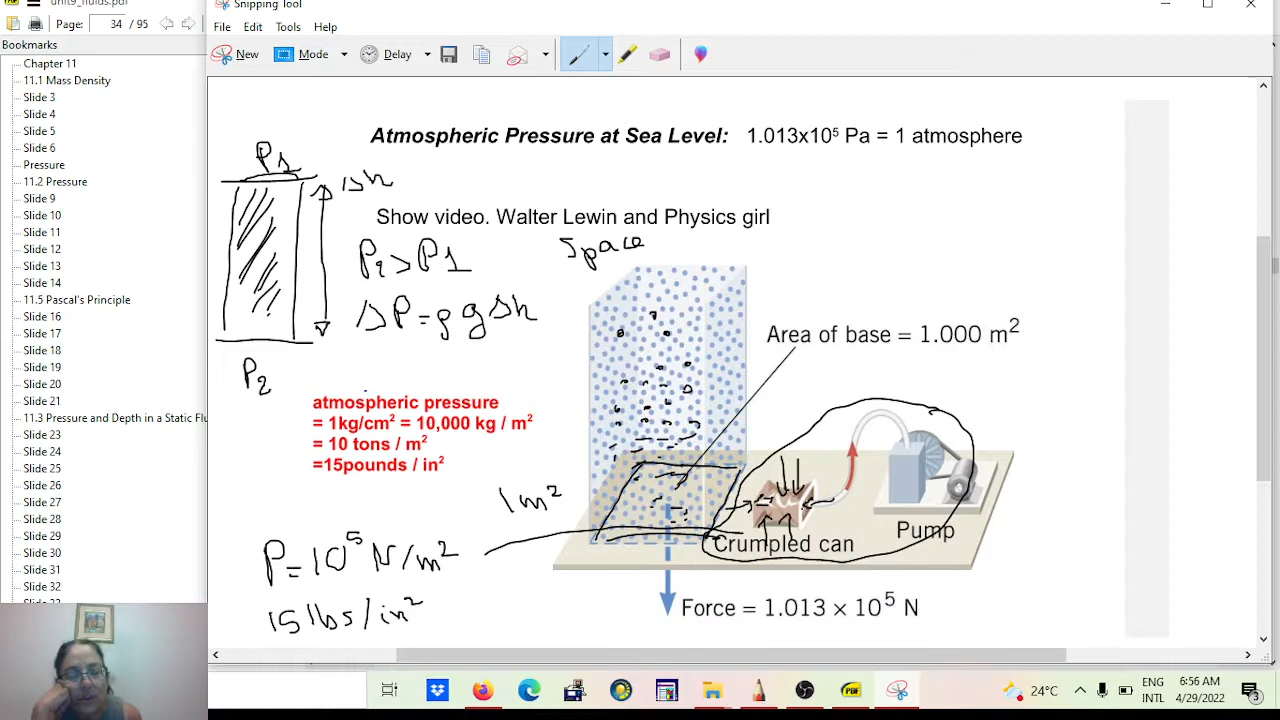 unit9_fluids.pdf
Snipping Tool
Page: 34 / 95
File Edit Tools Help
Bookmarks
New Mode Delay
Chapter 11
11.1 Mass Density
Slide 3
Slide 4
Slide 5
Slide 6
Pressure
11.2 Pressure
Slide 9
Slide 10
Slide 11
Slide 12
Slide 13
Slide 14
11.5 Pascal's Principle
Slide 16
Slide 17
Slide 18
Slide 19
Slide 20
Slide 21
11.3 Pressure and Depth in a Static Flu
Slide 23
Slide 24
Slide 25
Slide 26
Slide 27
Slide 28
Slide 29
Slide 30
Slide 31
Slide 32
Atmospheric Pressure at Sea Level: 1.013x10⁵ Pa = 1 atmosphere
P1
Δh
Show video. Walter Lewin and Physics girl
Space
P2 > P1
ΔP = ρ g Δh
P2
Area of base = 1.000 m²
atmospheric pressure
= 1kg/cm² = 10,000 kg / m²
= 10 tons / m²
=15pounds / in²
1m²
Pump
Crumpled can
P = 10⁵ N/m²
15 lbs / in²
Force = 1.013 × 10⁵ N
24°C
ENG
INTL
6:56 AM
4/29/2022
3